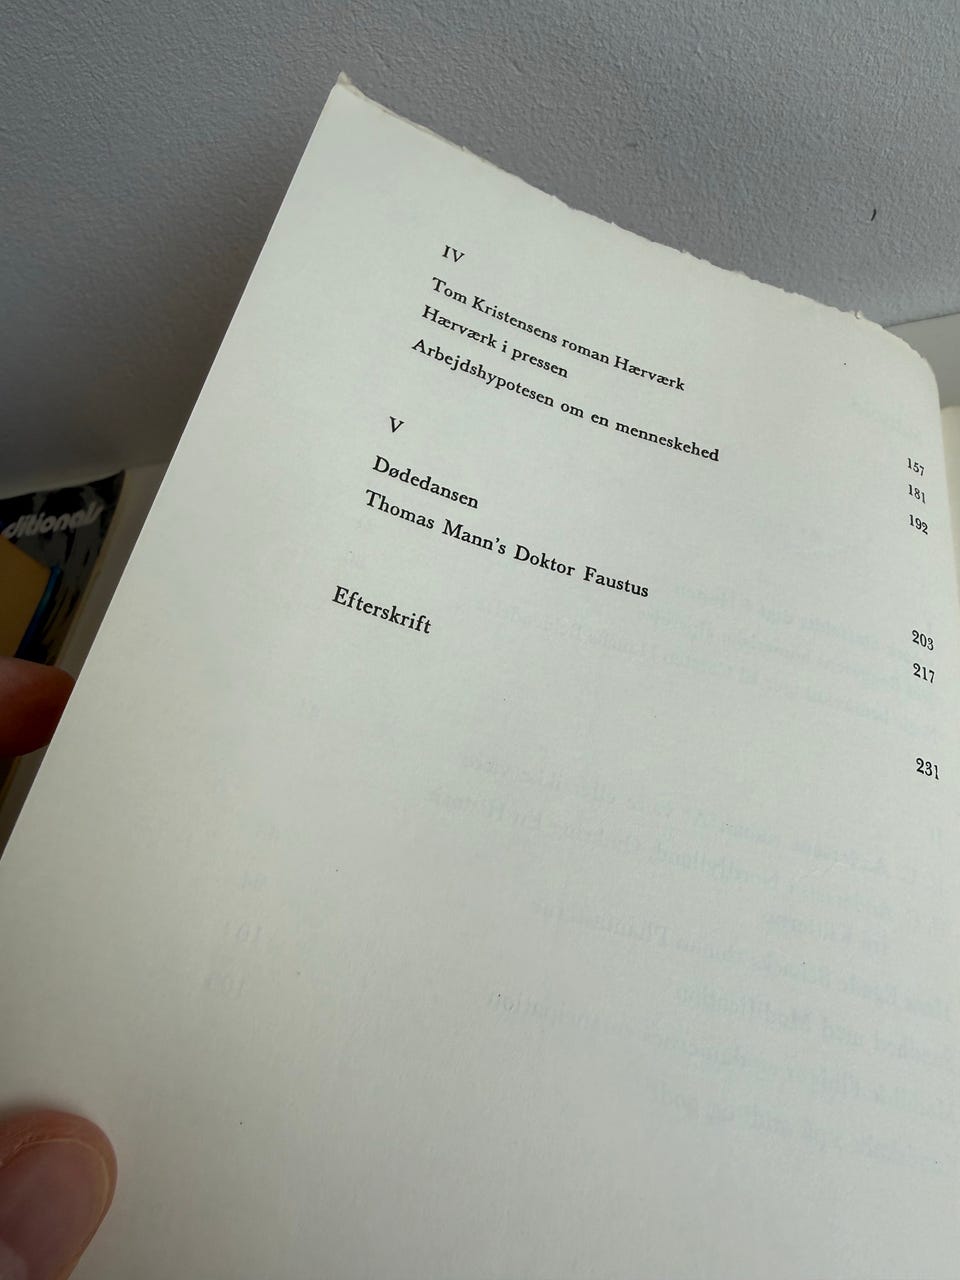 IV
Tom Kristensens roman Hærværk 157
Hærværk i pressen 181
Arbejdshypotesen om en menneskehed 192
V
Dødedansen 203
Thomas Mann's Doktor Faustus 217
Efterskrift 231
ditionals